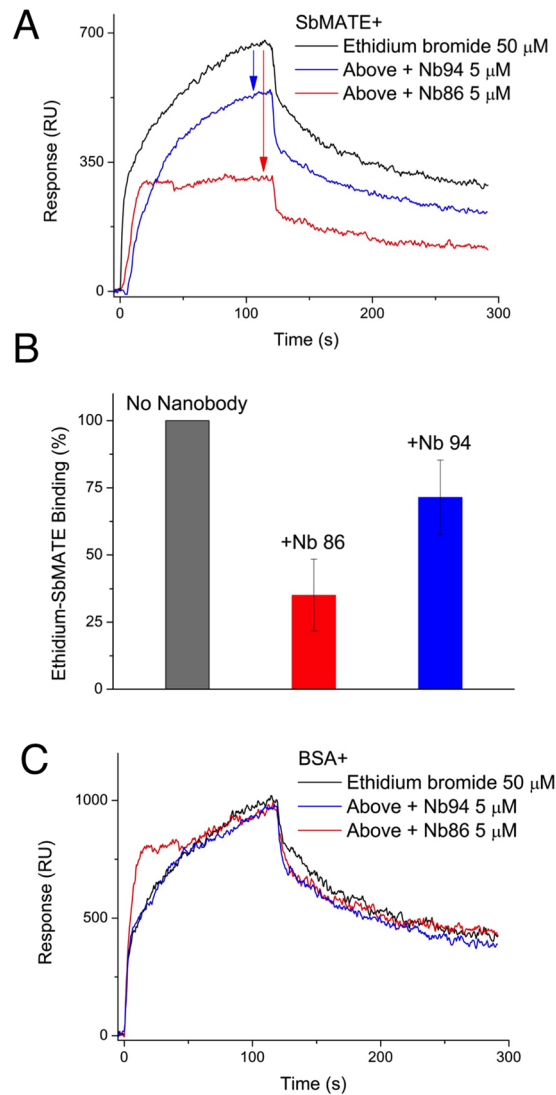 A
SbMATE+
Ethidium bromide 50 μM
Above + Nb94 5 μM
Above + Nb86 5 μM
700
350
0
Response (RU)
0
100
200
300
Time (s)
B
No Nanobody
+Nb 86
+Nb 94
100
75
50
25
0
Ethidium-SbMATE Binding (%)
C
BSA+
Ethidium bromide 50 μM
Above + Nb94 5 μM
Above + Nb86 5 μM
1000
500
0
Response (RU)
0
100
200
300
Time (s)